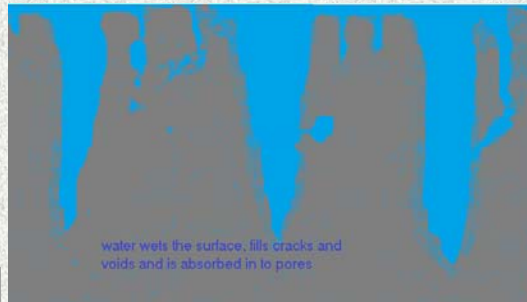 water wets the surface, fills cracks and
voids and is absorbed in to pores